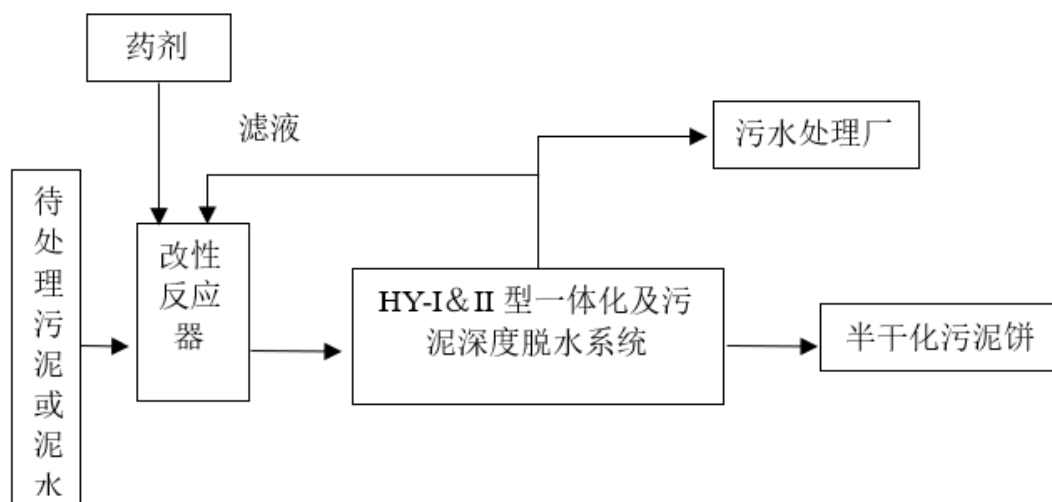 药剂
滤液
污水处理厂
待
处
理
污
泥
或
泥
水
改性
反应
器
HY-I&II 型一体化及污
泥深度脱水系统
半干化污泥饼